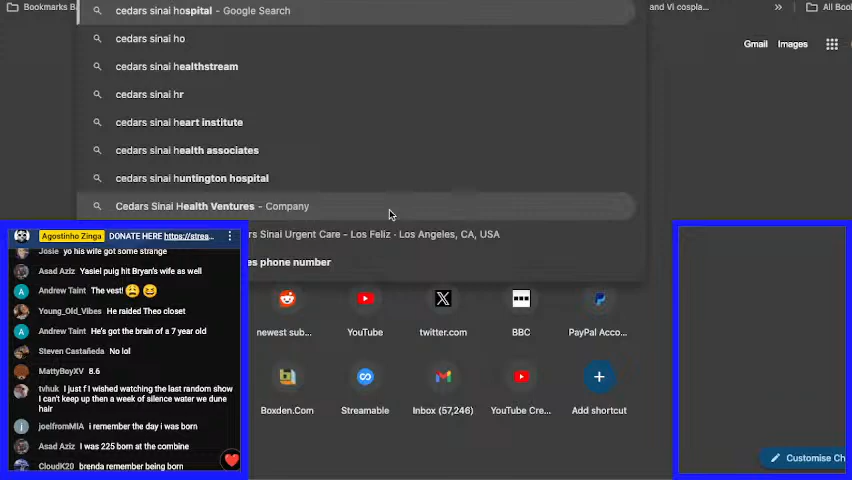 Bookmarks Ba
and Vi cospla...
»
All Book
cedars sinai hospital - Google Search
Gmail Images
cedars sinai ho
cedars sinai healthstream
cedars sinai hr
cedars sinai heart institute
cedars sinai health associates
cedars sinai huntington hospital
Cedars Sinai Health Ventures - Company
rs Sinai Urgent Care - Los Feliz · Los Angeles, CA, USA
es phone number
Agostinho Zinga DONATE HERE https://strea...
Josie yo his wife got some strange
Asad Aziz Yasiel puig hit Bryan's wife as well
A Andrew Taint The vest! 😩😆
Young_Old_Vibes He raided Theo closet
A Andrew Taint He's got the brain of a 7 year old
Steven Castañeda No lol
MattyBoyXV 8.6
tvhuk I just f I wished watching the last random show
I can't keep up then a week of silence water we dune
hair
j joelfromMIA i remember the day i was born
Asad Aziz I was 225 born at the combine
CloudK20 brenda remember being born
newest sub...
YouTube
twitter.com
BBC
PayPal Acco...
Boxden.Com
Streamable
Inbox (57,246)
YouTube Cre...
Add shortcut
Customise Ch